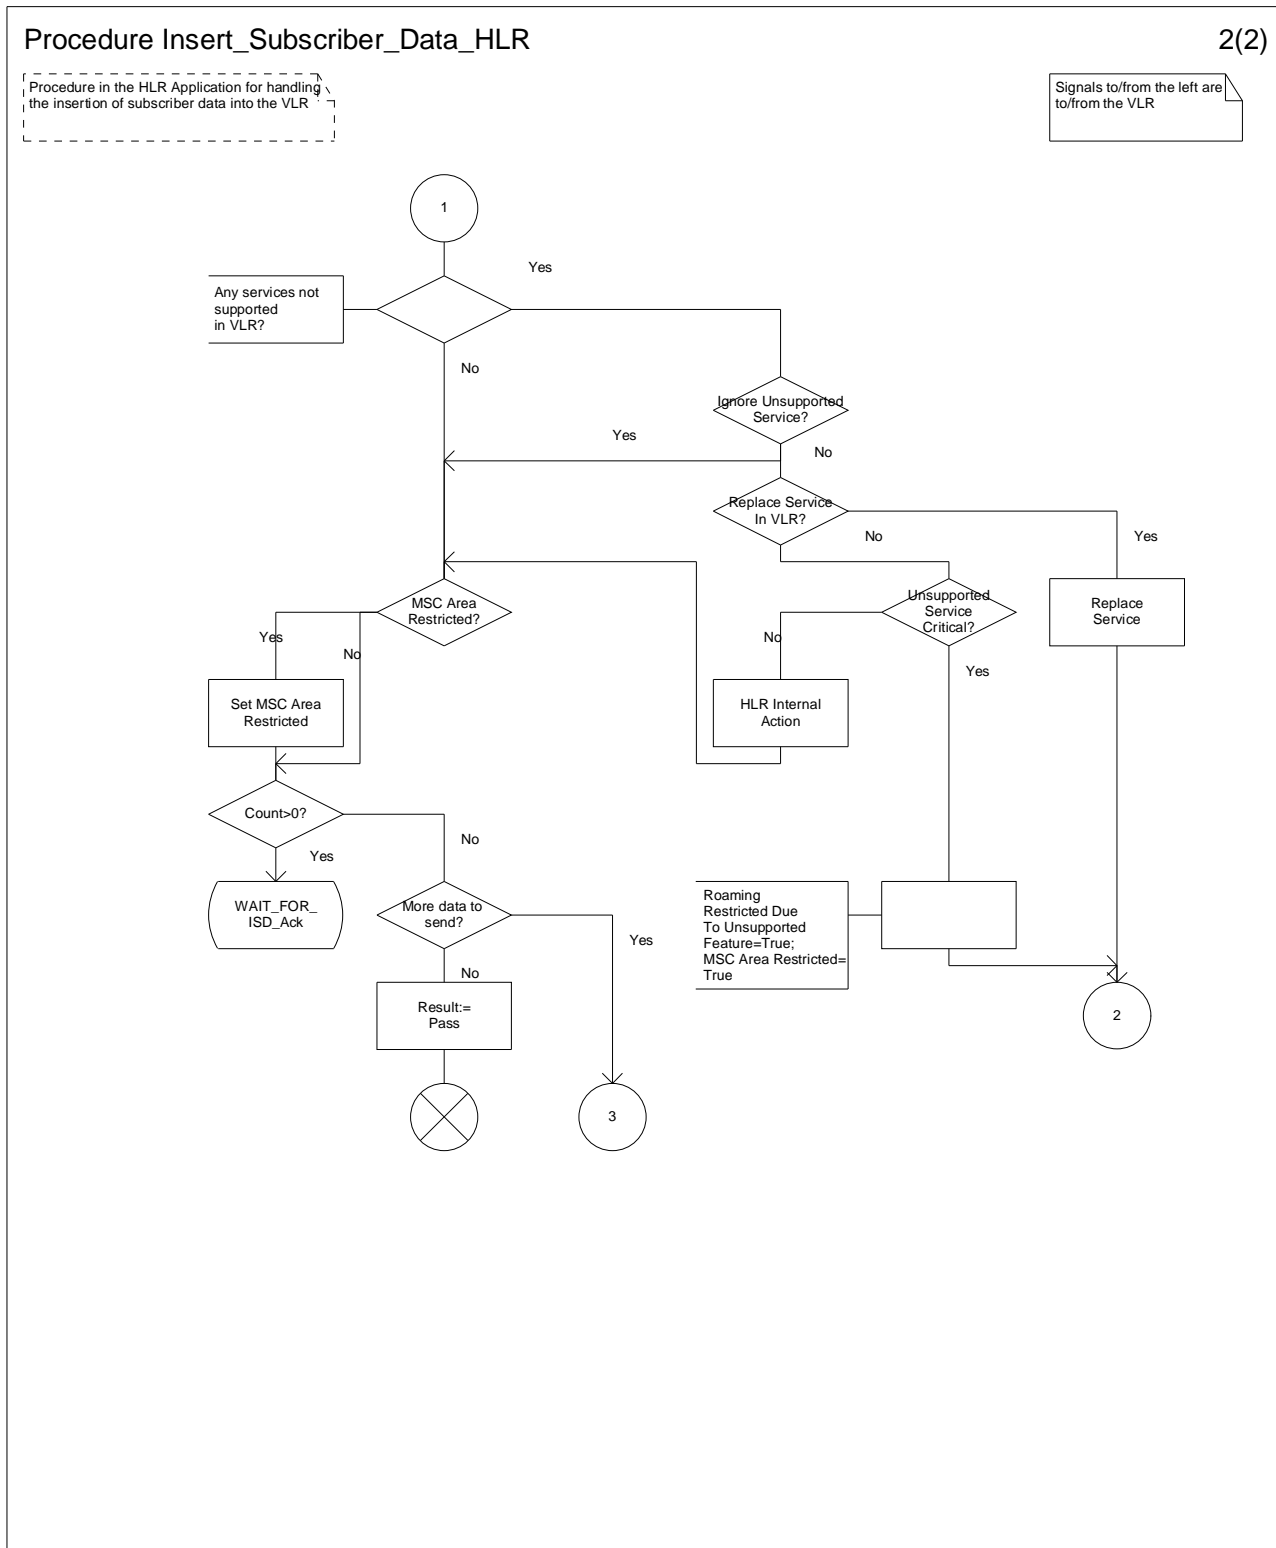 Procedure Insert_Subscriber_Data_HLR
2(2)
Procedure in the HLR Application for handling
the insertion of subscriber data into the VLR
Signals to/from the left are
to/from the VLR
1
Yes
Any services not
supported
in VLR?
No
Ignore Unsupported
Service?
Yes
No
Replace Service
In VLR?
No
Yes
MSC Area
Restricted?
Unsupported
Service
Critical?
Replace
Service
Yes
No
No
Yes
Set MSC Area
Restricted
HLR Internal
Action
Count>0?
No
Yes
WAIT_FOR_
ISD_Ack
More data to
send?
Yes
Roaming
Restricted Due
To Unsupported
Feature=True;
MSC Area Restricted=
True
No
Result:=
Pass
2
3